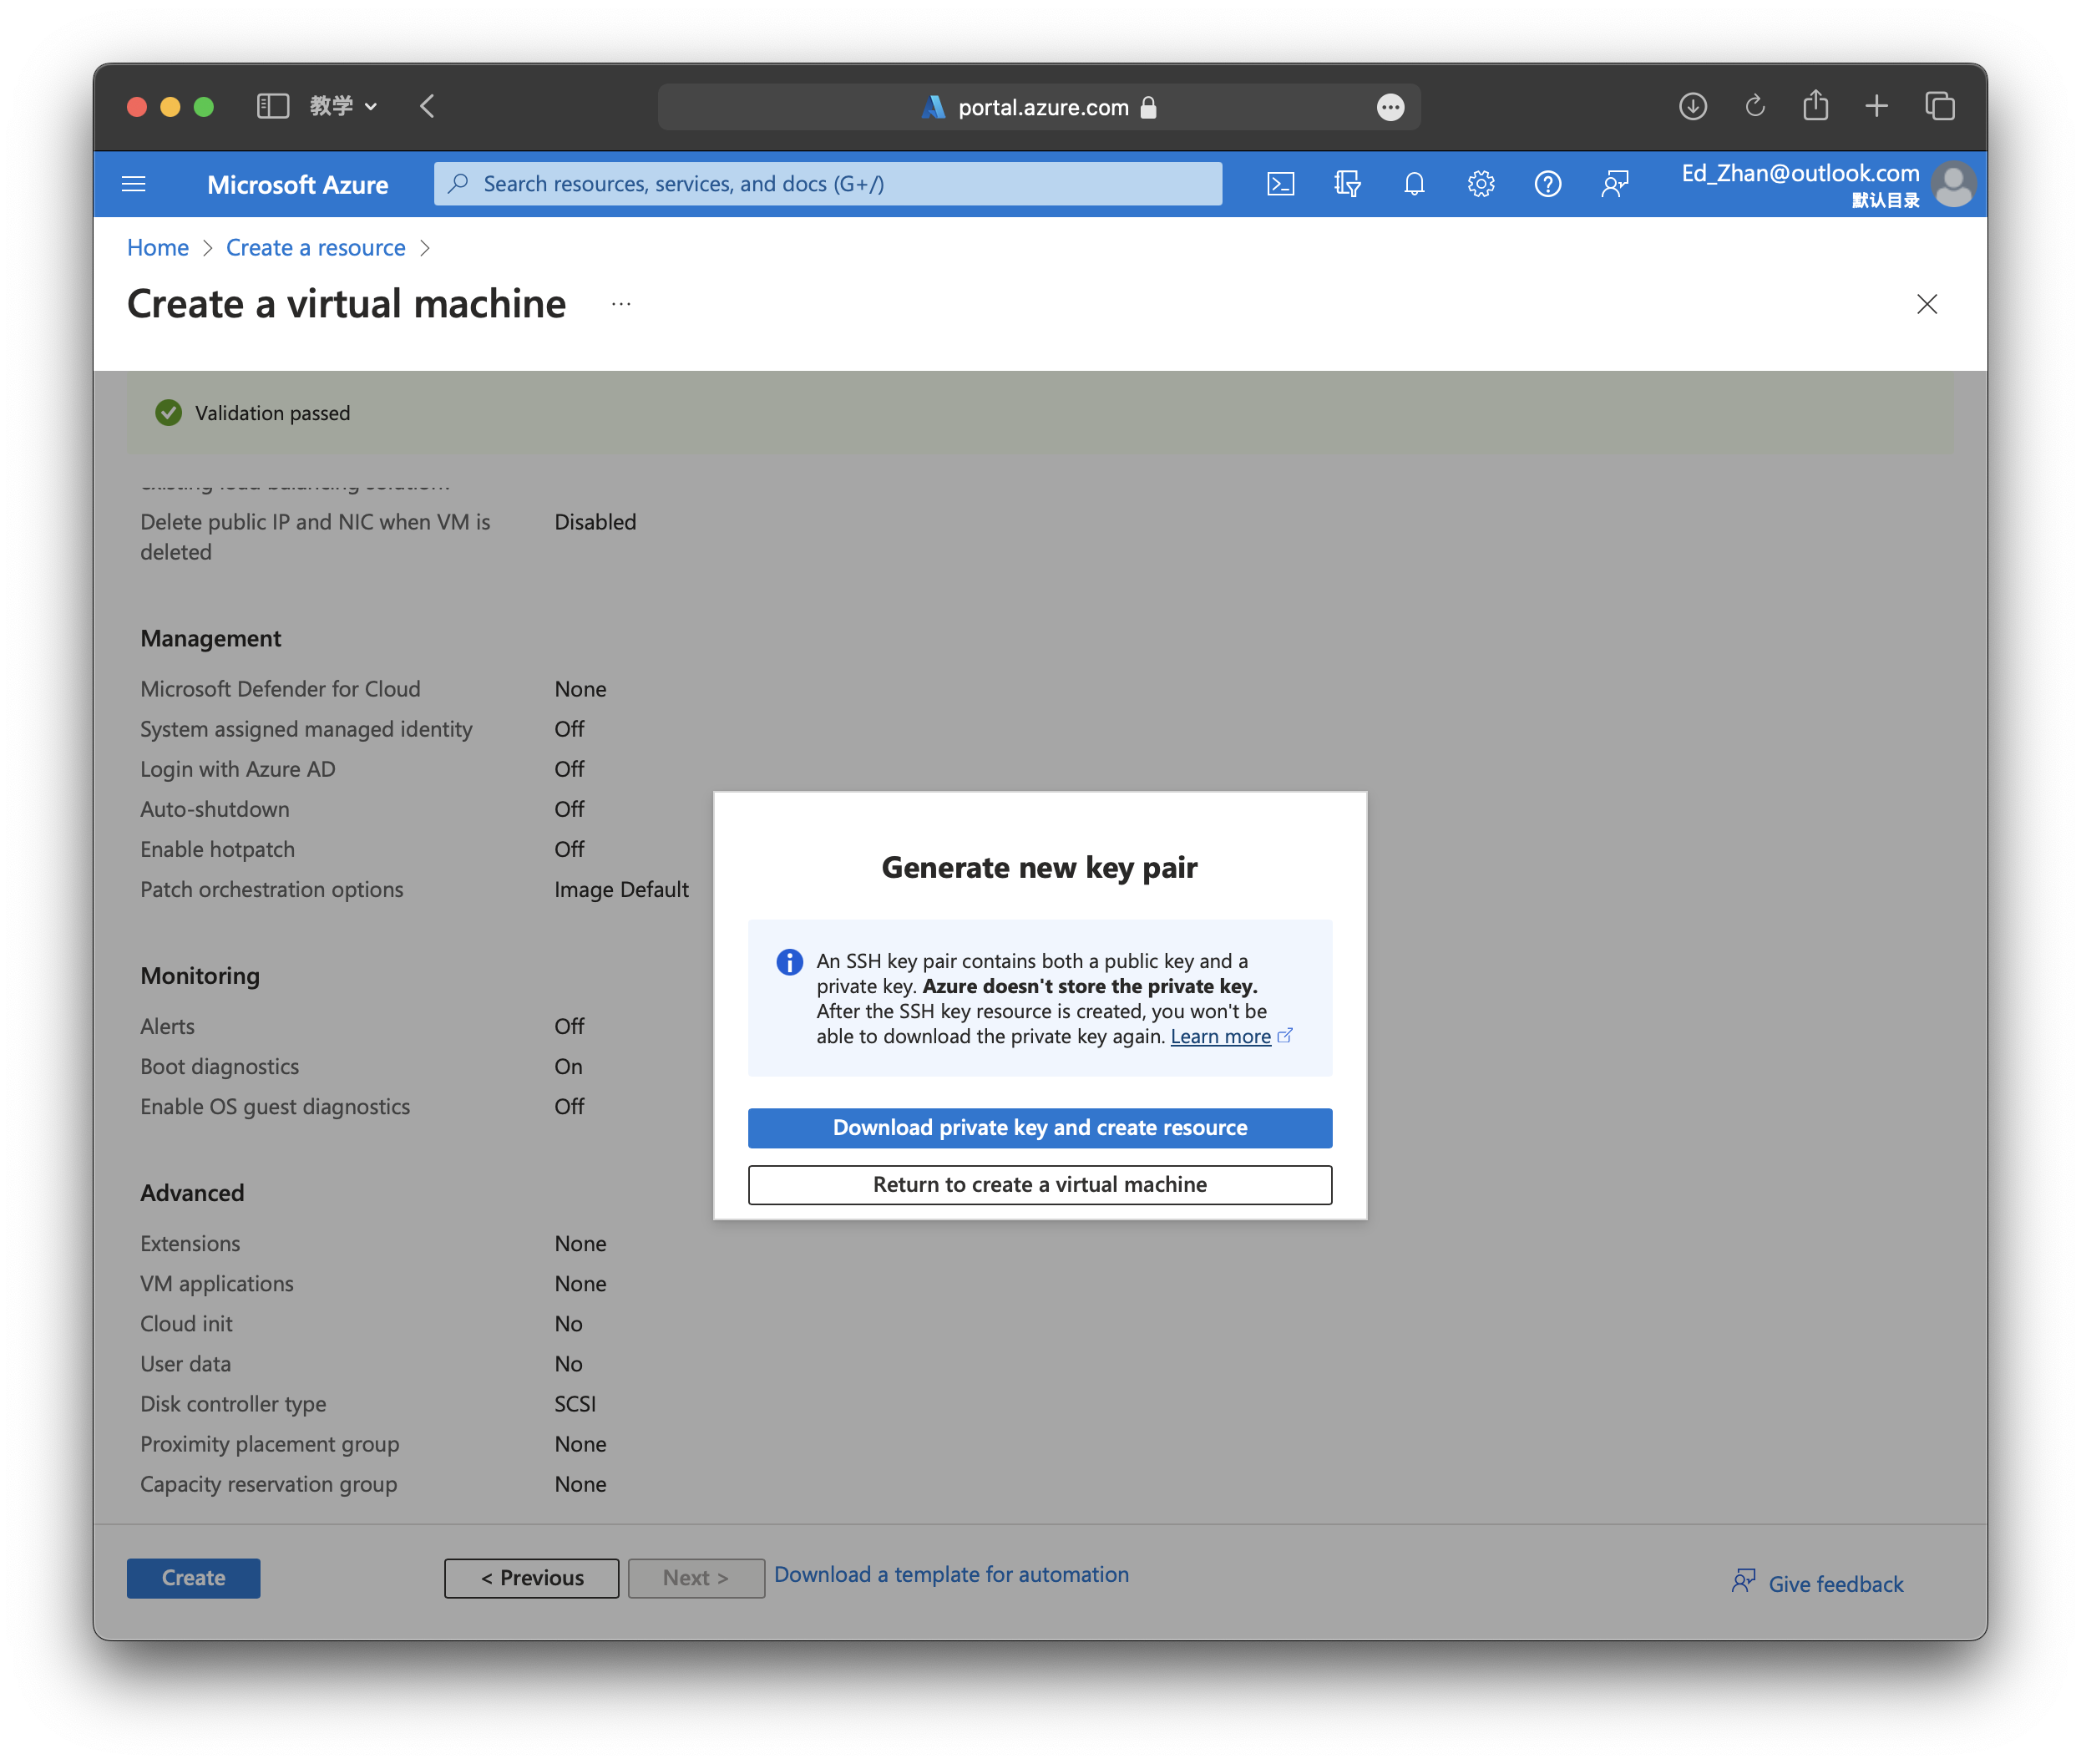 教学
portal.azure.com
Microsoft Azure
Search resources, services, and docs (G+/)
Ed_Zhan@outlook.com
默认目录
Home > Create a resource >
Create a virtual machine ...
Validation passed
existing load balancing solution?
Delete public IP and NIC when VM is
deleted
Disabled
Management
Microsoft Defender for Cloud None
System assigned managed identity Off
Login with Azure AD Off
Auto-shutdown Off
Enable hotpatch Off
Patch orchestration options Image Default
Monitoring
Alerts Off
Boot diagnostics On
Enable OS guest diagnostics Off
Advanced
Extensions None
VM applications None
Cloud init No
User data No
Disk controller type SCSI
Proximity placement group None
Capacity reservation group None
Generate new key pair
An SSH key pair contains both a public key and a
private key. Azure doesn't store the private key.
After the SSH key resource is created, you won't be
able to download the private key again. Learn more
Download private key and create resource
Return to create a virtual machine
Create
< Previous
Next >
Download a template for automation
Give feedback